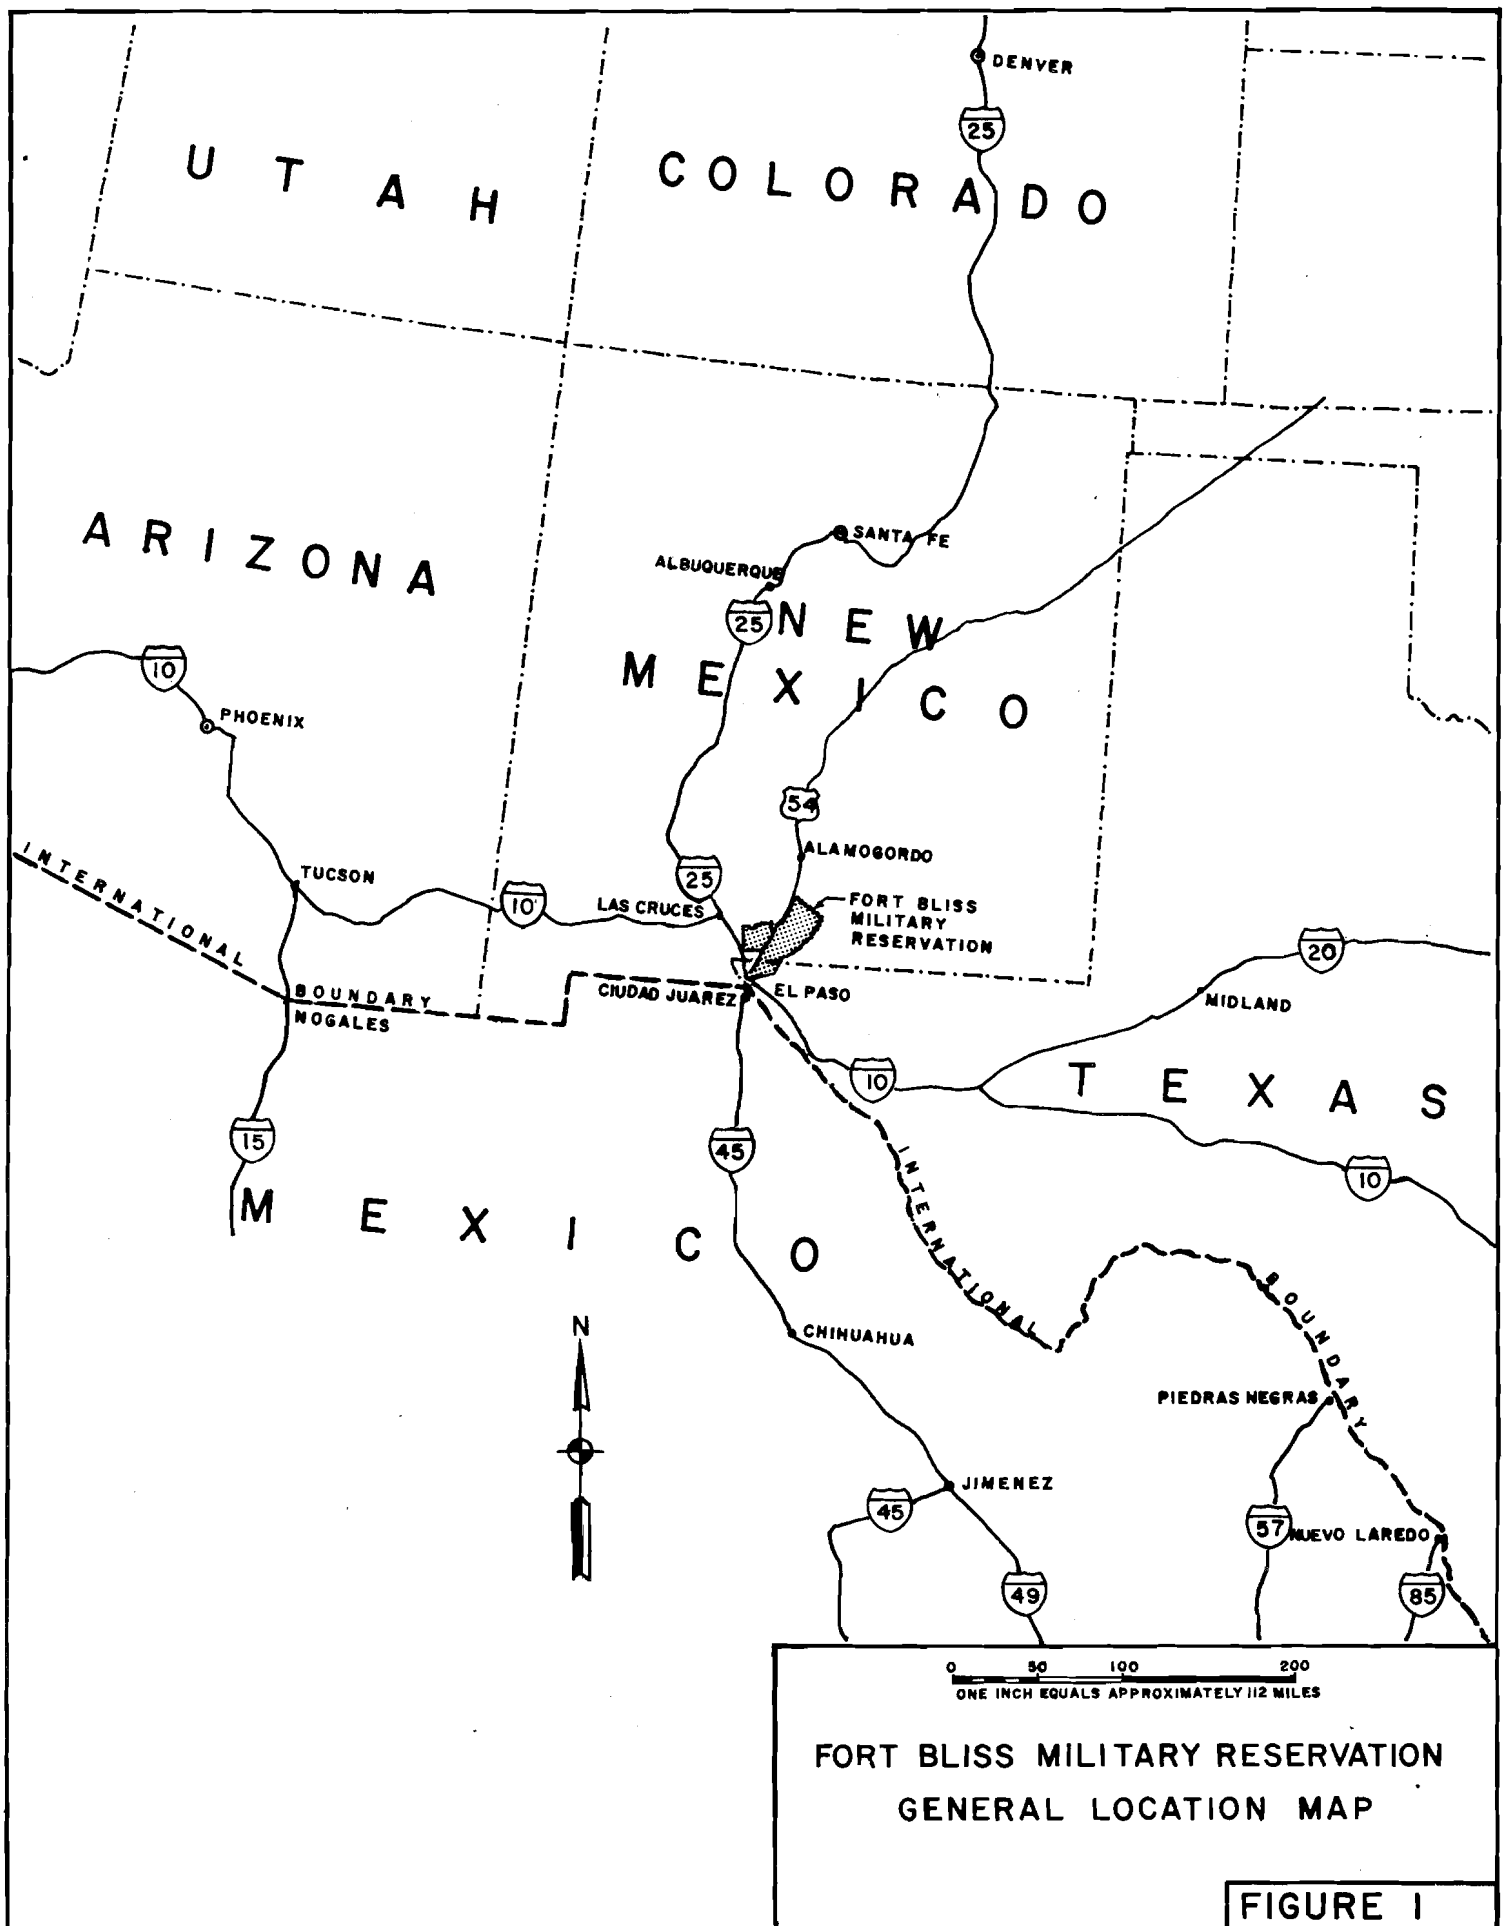 DENVER
25
UTAH
COLORADO
SANTA FE
ALBUQUERQUE
ARIZONA
25
NEW
MEXICO
10
PHOENIX
54
ALAMOGORDO
INTERNATIONAL
TUCSON
25
10
LAS CRUCES
FORT BLISS
MILITARY
RESERVATION
20
BOUNDARY
NOGALES
CIUDAD JUAREZ
EL PASO
MIDLAND
10
TEXAS
15
45
10
INTERNATIONAL
MEXICO
BOUNDARY
N
CHIHUAHUA
PIEDRAS NEGRAS
JIMENEZ
45
57
NUEVO LAREDO
49
85
0 50 100 200
ONE INCH EQUALS APPROXIMATELY 112 MILES
FORT BLISS MILITARY RESERVATION
GENERAL LOCATION MAP
FIGURE 1